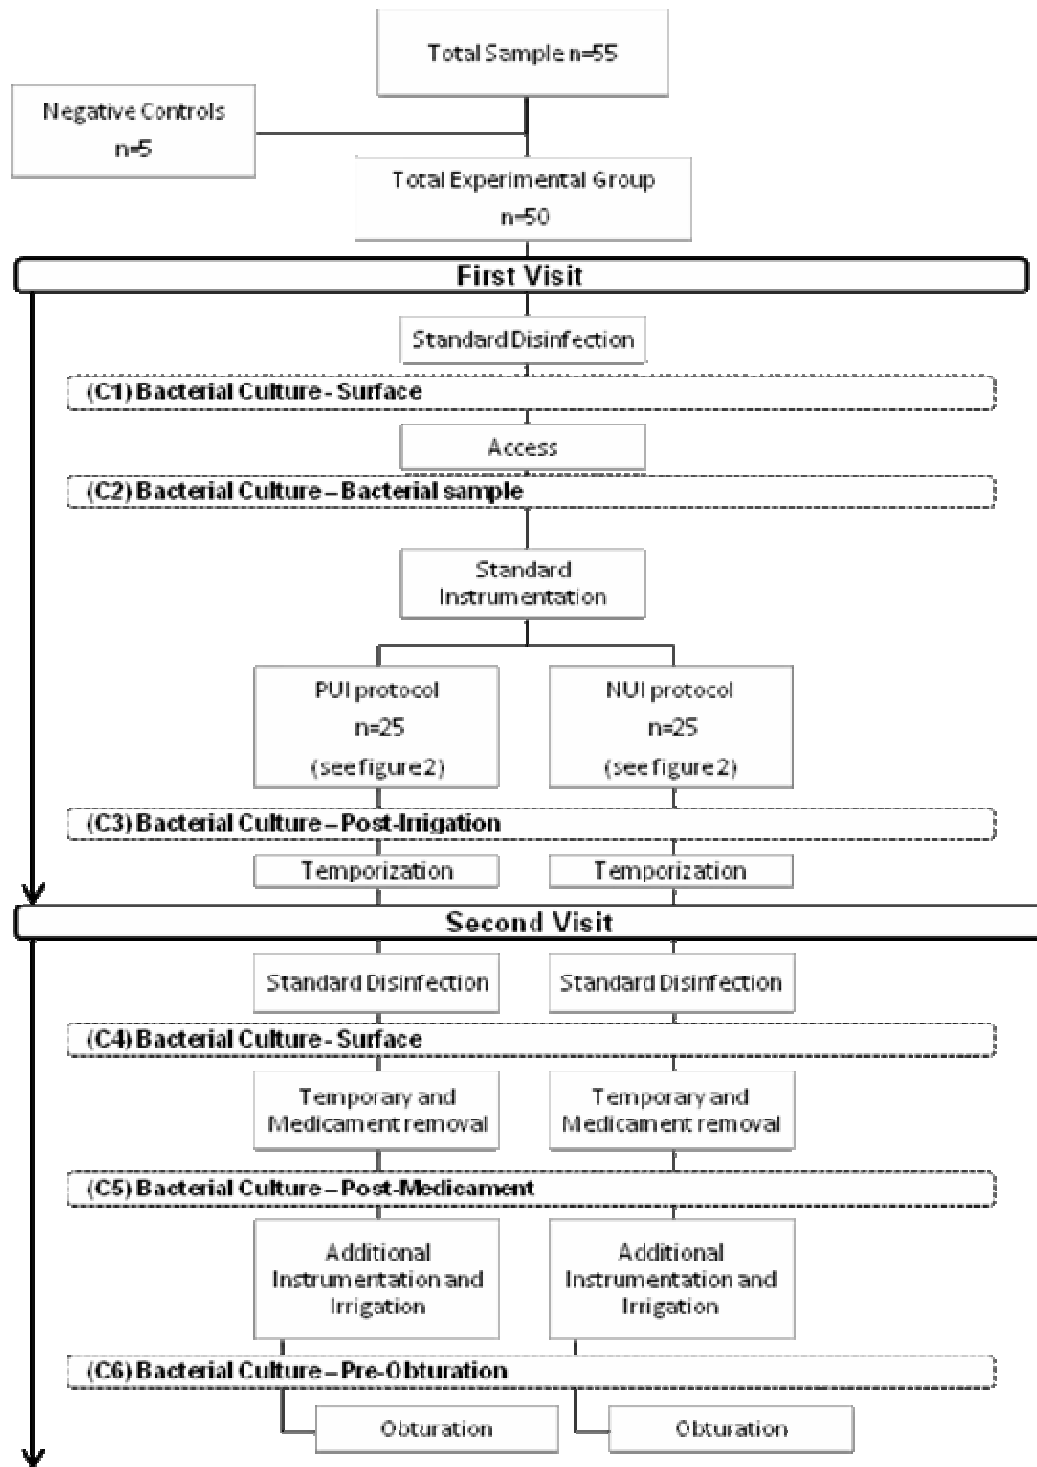 Total Sample n=55
Negative Controls
n=5
Total Experimental Group
n=50
First Visit
Standard Disinfection
(C1) Bacterial Culture - Surface
Access
(C2) Bacterial Culture – Bacterial sample
Standard
Instrumentation
PUI protocol
n=25
(see figure 2)
NUI protocol
n=25
(see figure 2)
(C3) Bacterial Culture – Post-Irrigation
Temporization
Temporization
Second Visit
Standard Disinfection
Standard Disinfection
(C4) Bacterial Culture - Surface
Temporary and
Medicament removal
Temporary and
Medicament removal
(C5) Bacterial Culture – Post-Medicament
Additional
Instrumentation and
Irrigation
Additional
Instrumentation and
Irrigation
(C6) Bacterial Culture – Pre-Obturation
Obturation
Obturation